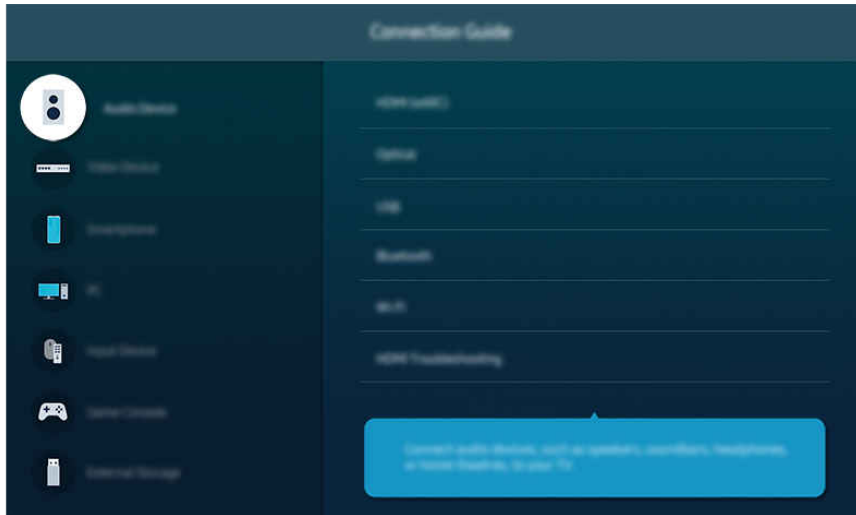 Connection Guide
Audio Device
Video Device
Smartphone
PC
Input Device
Game Console
External Storage
HDMI (eARC)
Optical
USB
Bluetooth
Wi-Fi
HDMI Troubleshooting
Connect audio devices, such as speakers, soundbars, headphones,
or home theatres, to your TV.